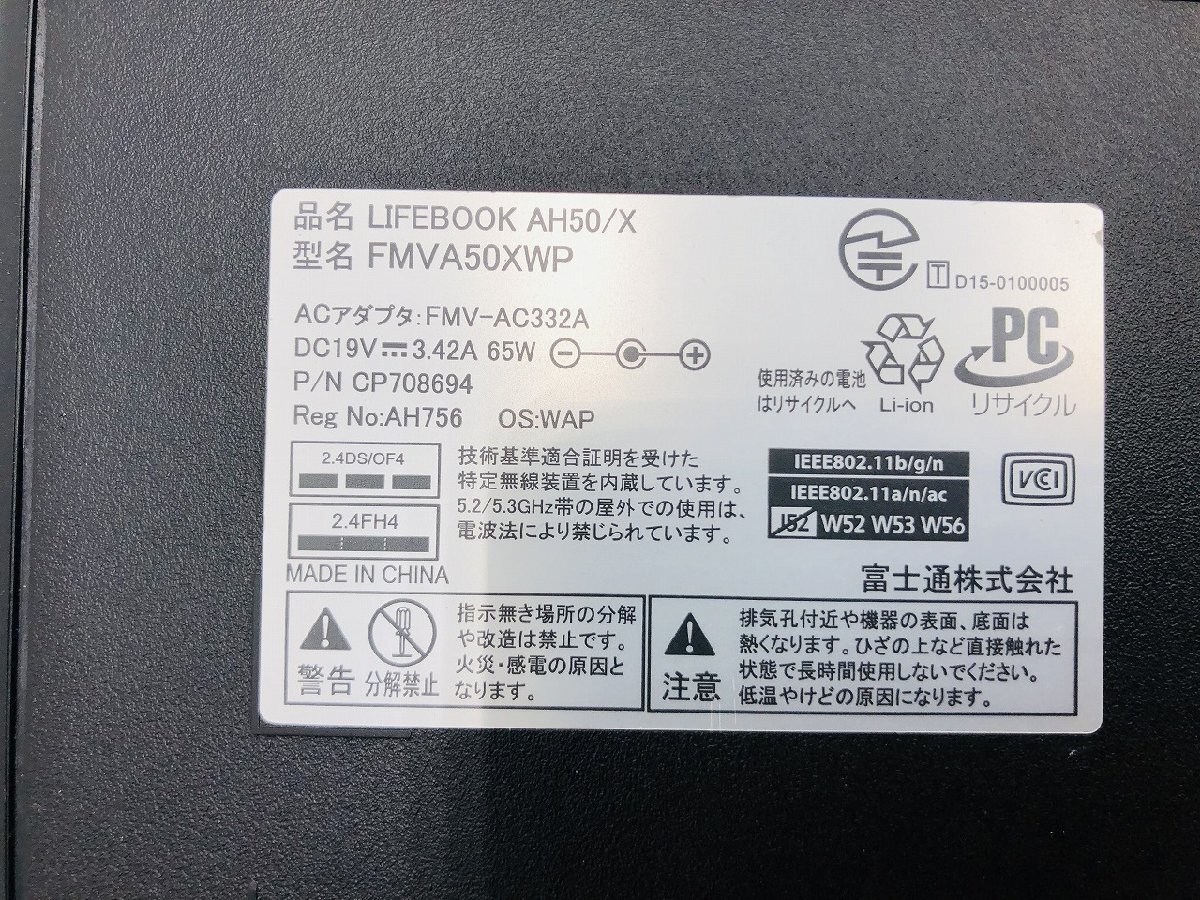 品名 LIFEBOOK AH50/X
型名 FMVA50XWP
T D15-0100005
ACアダプタ:FMV-AC332A
DC19V 3.42A 65W
P/N CP708694
Reg No:AH756 OS:WAP
使用済みの電池
はリサイクルへ
Li-ion
PC
リサイクル
2.4DS/OF4
2.4FH4
MADE IN CHINA
技術基準適合証明を受けた
特定無線装置を内蔵しています。
5.2/5.3GHz帯の屋外での使用は、
電波法により禁じられています。
IEEE802.11b/g/n
IEEE802.11a/n/ac
J52 W52 W53 W56
VCI
富士通株式会社
警告
分解禁止
指示無き場所の分解
や改造は禁止です。
火災・感電の原因と
なります。
注意
排気孔付近や機器の表面、底面は
熱くなります。ひざの上など直接触れた
状態で長時間使用しないでください。
低温やけどの原因になります。